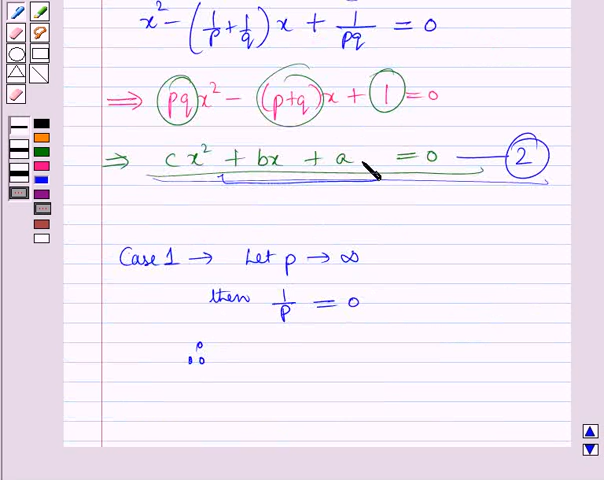 x² - (1/p + 1/q) x + 1/pq = 0
⟹ pq x² - (p+q) x + 1 = 0
⟹ cx² + bx + a = 0 —— 2
Case 1 → Let p → ∞
then 1/p = 0
∴